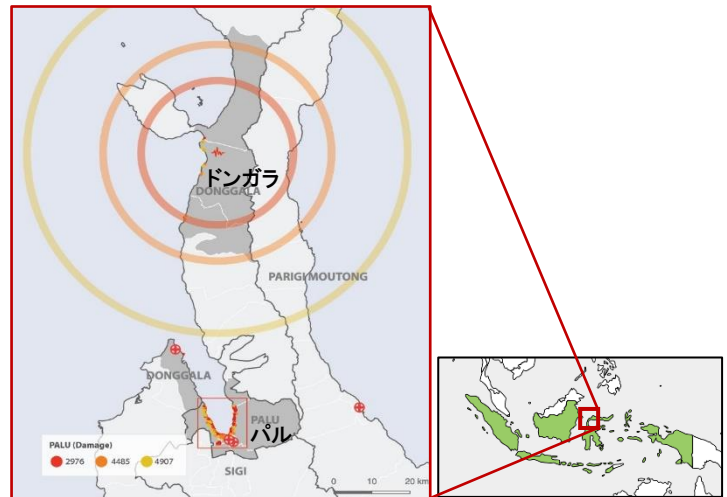 ドンガラ
DONGGALA
PARIGI MOUTONG
DONGGALA
PALU
パル
PALU (Damage)
2976 4485 4907
SIGI
0 10 20 km